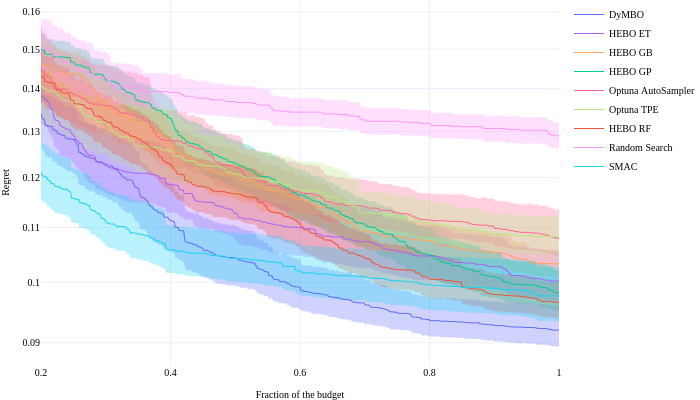 0.16
0.15
0.14
0.13
0.12
0.11
0.1
0.09
Regret
0.2
0.4
0.6
0.8
1
Fraction of the budget
DyMBO
HEBO ET
HEBO GB
HEBO GP
Optuna AutoSampler
Optuna TPE
HEBO RF
Random Search
SMAC